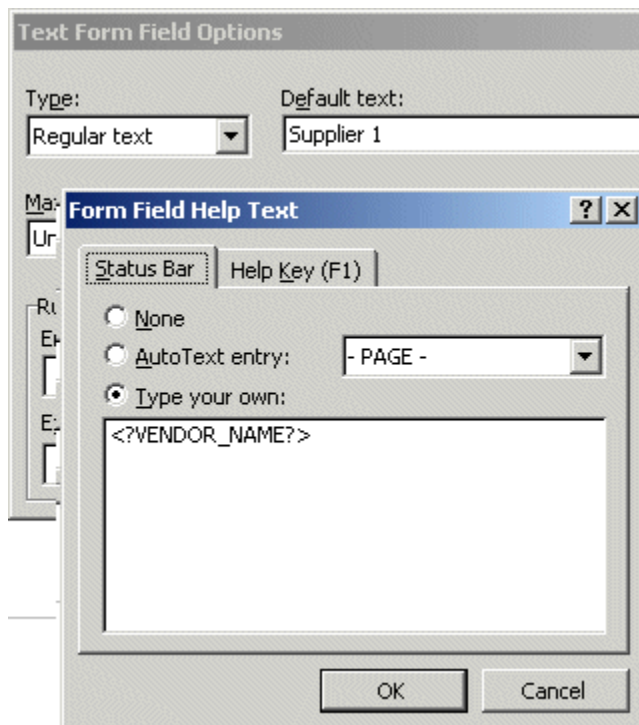 Text Form Field Options
Type: Default text:
Regular text Supplier 1
Form Field Help Text
Status Bar Help Key (F1)
None
AutoText entry: - PAGE -
Type your own:
<?VENDOR_NAME?>
OK Cancel